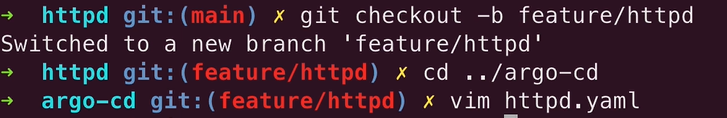 ➜ httpd git:(main) ✗ git checkout -b feature/httpd
Switched to a new branch 'feature/httpd'
➜ httpd git:(feature/httpd) ✗ cd ../argo-cd
➜ argo-cd git:(feature/httpd) ✗ vim httpd.yaml